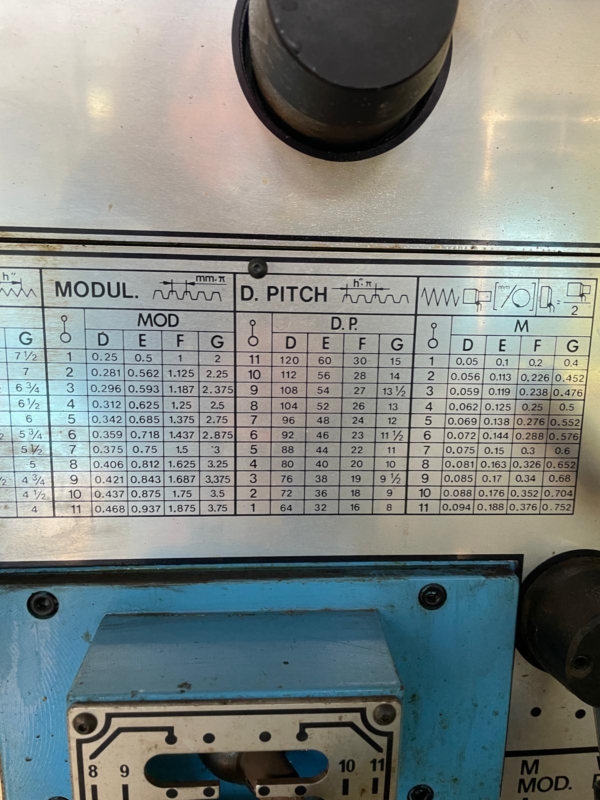 h" MODUL. mm·π D. PITCH h"·π mm/ 2
MOD D.P. M
G D E F G D E F G D E F G
7 1/2 1 0.25 0.5 1 2 11 120 60 30 15 1 0.05 0.1 0.2 0.4
7 2 0.281 0.562 1.125 2.25 10 112 56 28 14 2 0.056 0.113 0.226 0.452
6 3/4 3 0.296 0.593 1.187 2.375 9 108 54 27 13 1/2 3 0.059 0.119 0.238 0.476
6 1/2 4 0.312 0.625 1.25 2.5 8 104 52 26 13 4 0.062 0.125 0.25 0.5
6 5 0.342 0.685 1.375 2.75 7 96 48 24 12 5 0.069 0.138 0.276 0.552
5 3/4 6 0.359 0.718 1.437 2.875 6 92 46 23 11 1/2 6 0.072 0.144 0.288 0.576
5 1/2 7 0.375 0.75 1.5 3 5 88 44 22 11 7 0.075 0.15 0.3 0.6
5 8 0.406 0.812 1.625 3.25 4 80 40 20 10 8 0.081 0.163 0.326 0.652
4 3/4 9 0.421 0.843 1.687 3.375 3 76 38 19 9 1/2 9 0.085 0.17 0.34 0.68
4 1/2 10 0.437 0.875 1.75 3.5 2 72 36 18 9 10 0.088 0.176 0.352 0.704
4 11 0.468 0.937 1.875 3.75 1 64 32 16 8 11 0.094 0.188 0.376 0.752
8 9 10 11
M
MOD.